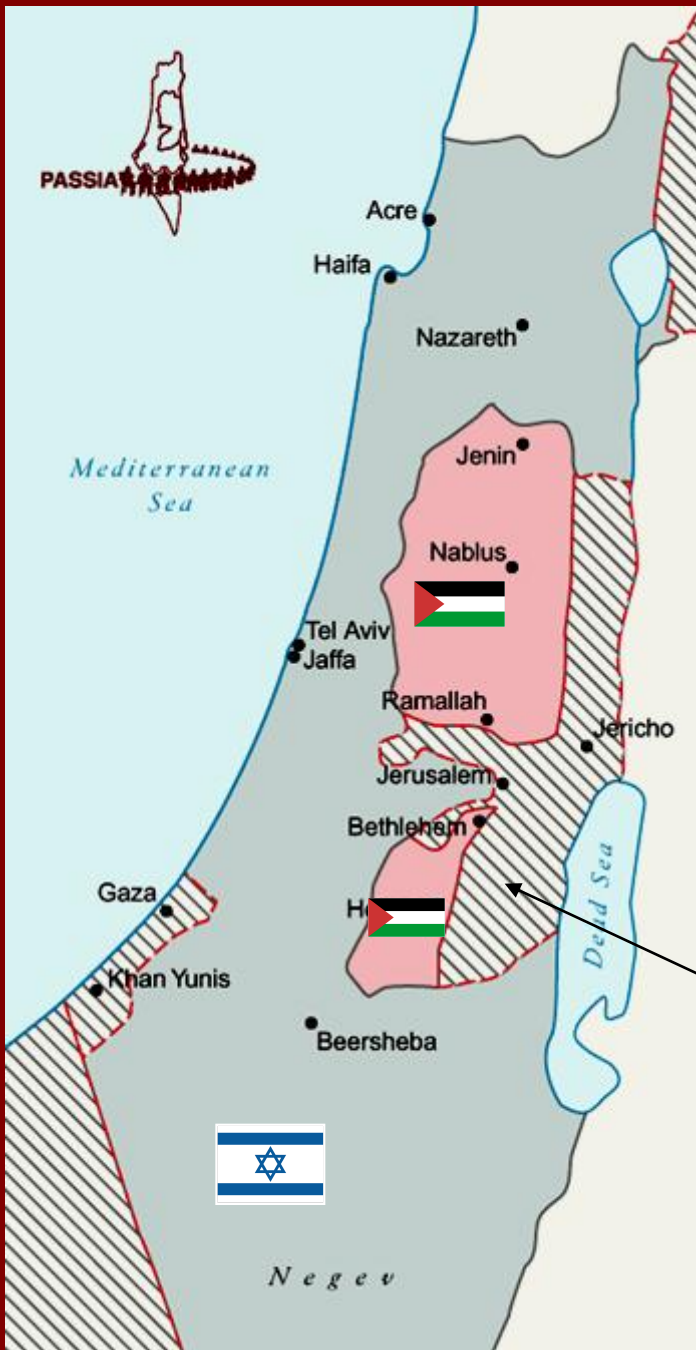 PASSIA
Acre
Haifa
Nazareth
Mediterranean
Sea
Jenin
Nablus
Tel Aviv
Jaffa
Ramallah
Jericho
Jerusalem
Bethlehem
Dead Sea
Gaza
Khan Yunis
Beersheba
Negev